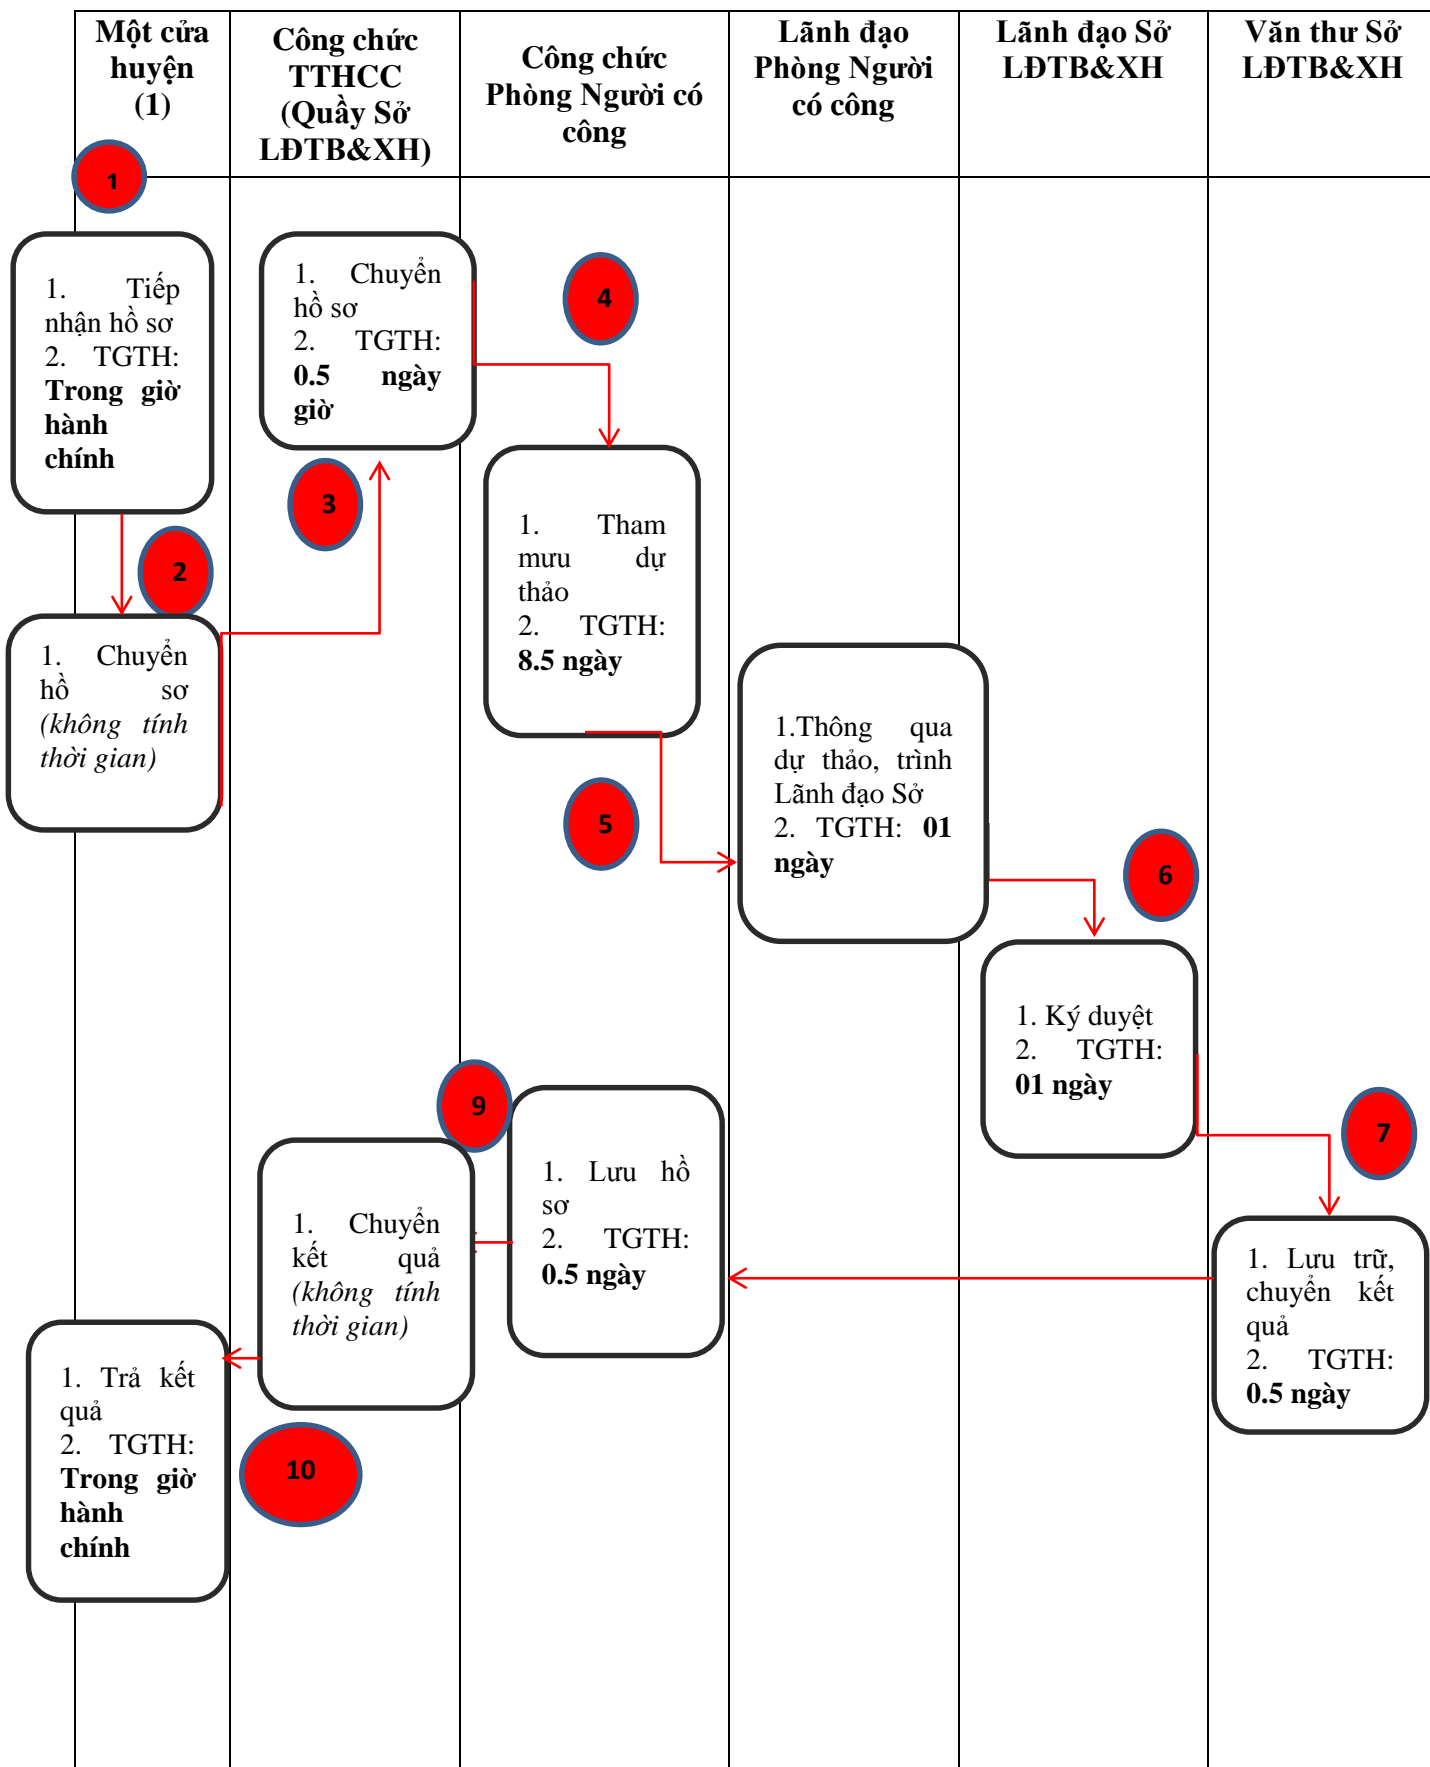 Một cửa
huyện
(1)
Công chức
TTHCC
(Quầy Sở
LĐTB&XH)
Công chức
Phòng Người có
công
Lãnh đạo
Phòng Người
có công
Lãnh đạo Sở
LĐTB&XH
Văn thư Sở
LĐTB&XH
1
1. Tiếp
nhận hồ sơ
2. TGTH:
Trong giờ
hành
chính
2
1. Chuyển
hồ sơ
(không tính
thời gian)
3
1. Chuyển
hồ sơ
2. TGTH:
0.5 ngày
giờ
4
1. Tham
mưu dự
thảo
2. TGTH:
8.5 ngày
5
1.Thông qua
dự thảo, trình
Lãnh đạo Sở
2. TGTH: 01
ngày
6
1. Ký duyệt
2. TGTH:
01 ngày
7
1. Lưu trữ,
chuyển kết
quả
2. TGTH:
0.5 ngày
1. Lưu hồ
sơ
2. TGTH:
0.5 ngày
9
1. Chuyển
kết quả
(không tính
thời gian)
10
1. Trả kết
quả
2. TGTH:
Trong giờ
hành
chính